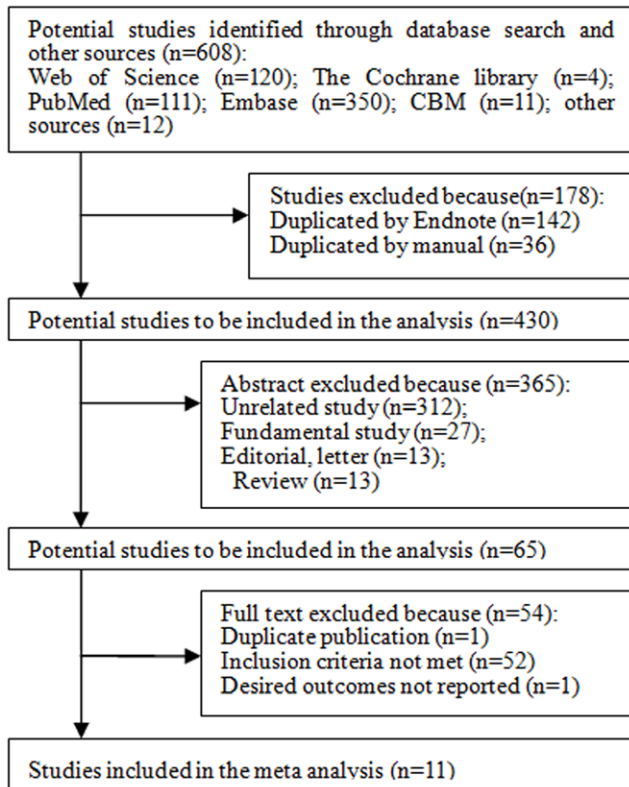 Potential studies identified through database search and
other sources (n=608):
Web of Science (n=120); The Cochrane library (n=4);
PubMed (n=111); Embase (n=350); CBM (n=11); other
sources (n=12)
Studies excluded because(n=178):
Duplicated by Endnote (n=142)
Duplicated by manual (n=36)
Potential studies to be included in the analysis (n=430)
Abstract excluded because (n=365):
Unrelated study (n=312);
Fundamental study (n=27);
Editorial, letter (n=13);
Review (n=13)
Potential studies to be included in the analysis (n=65)
Full text excluded because (n=54):
Duplicate publication (n=1)
Inclusion criteria not met (n=52)
Desired outcomes not reported (n=1)
Studies included in the meta analysis (n=11)